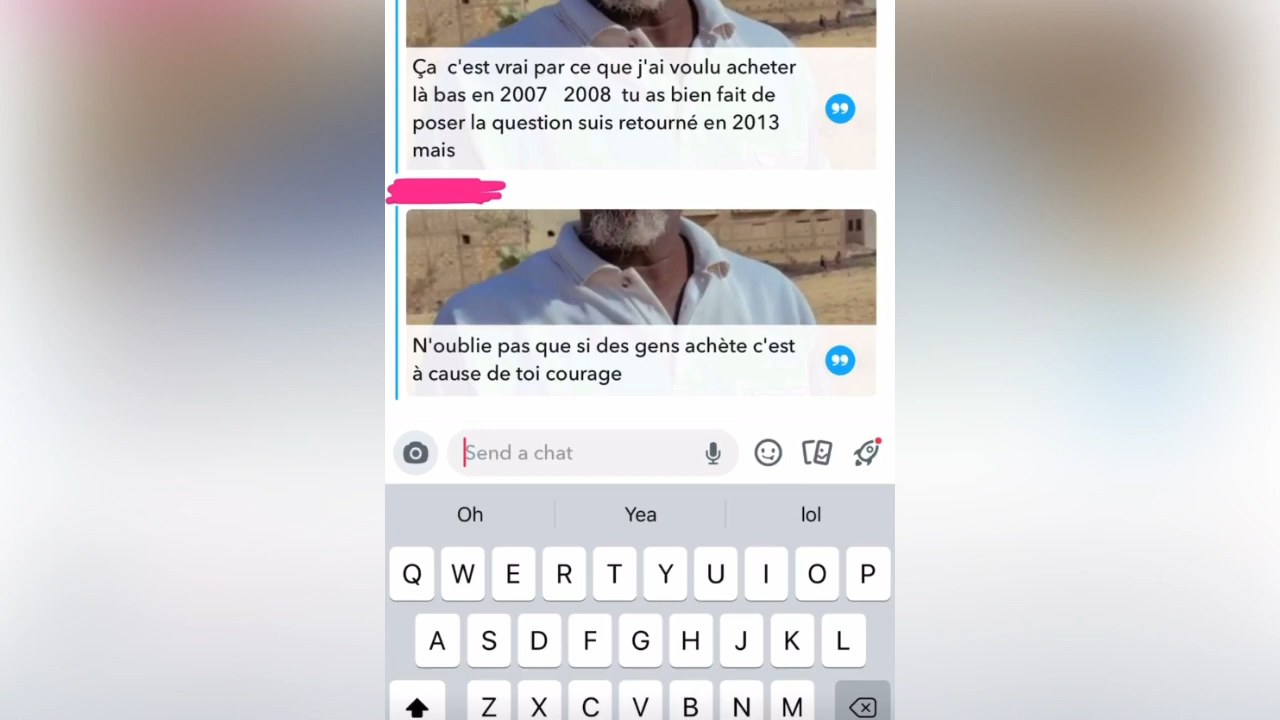 Ça  c'est vrai par ce que j'ai voulu acheter
là bas en 2007   2008  tu as bien fait de
poser la question suis retourné en 2013
mais
N'oublie pas que si des gens achète c'est
à cause de toi courage
Send a chat
Oh Yea lol
Q W E R T Y U I O P
A S D F G H J K L
Z X C V B N M